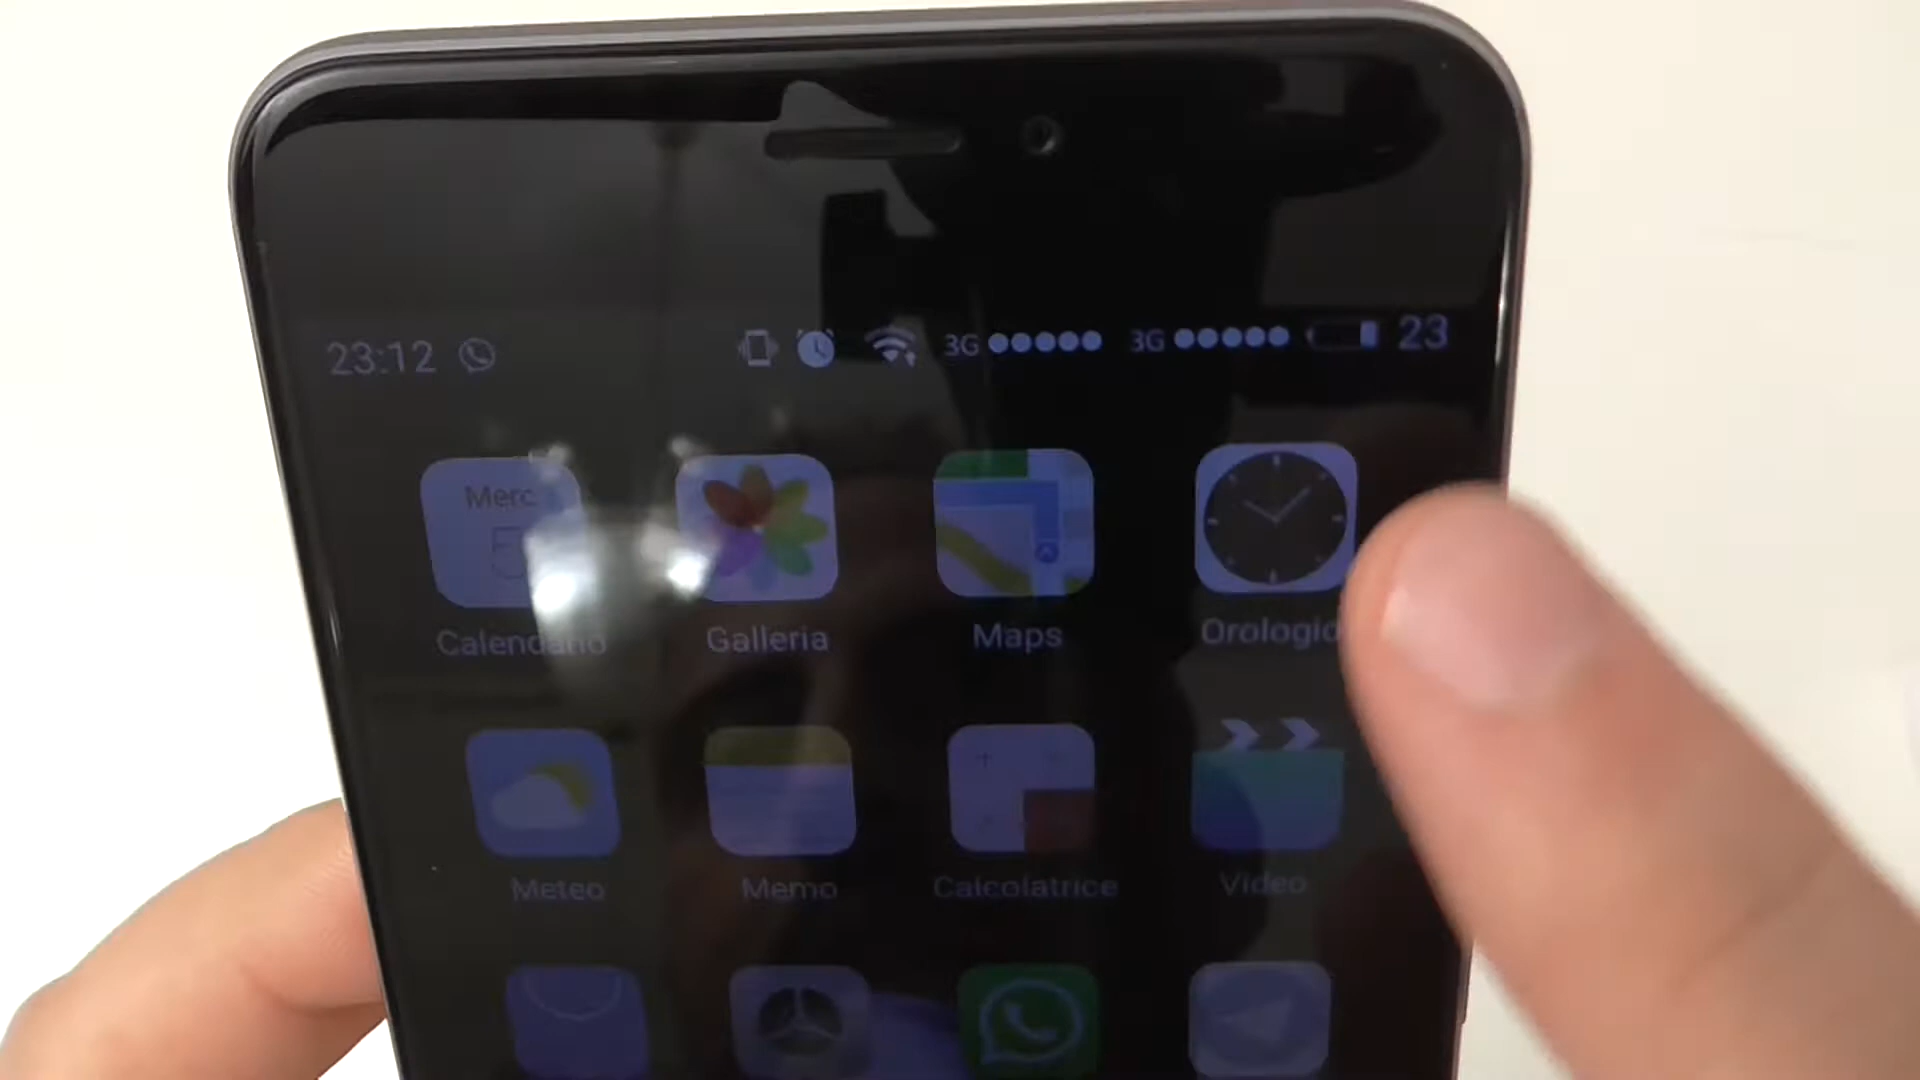 23:12 3G 3G 23
Merc
Calendario Galleria Maps Orologio
Meteo Memo Calcolatrice Video